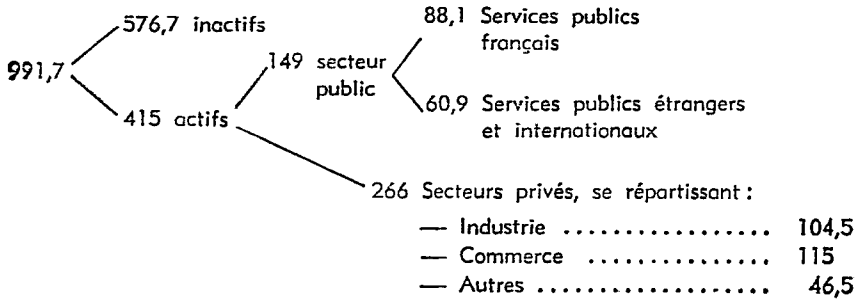 88,1 Services publics
français
576,7 inactifs
149 secteur
public
991,7
60,9 Services publics étrangers
et internationaux
415 actifs
266 Secteurs privés, se répartissant :
— Industrie .................. 104,5
— Commerce ................ 115
— Autres .................... 46,5